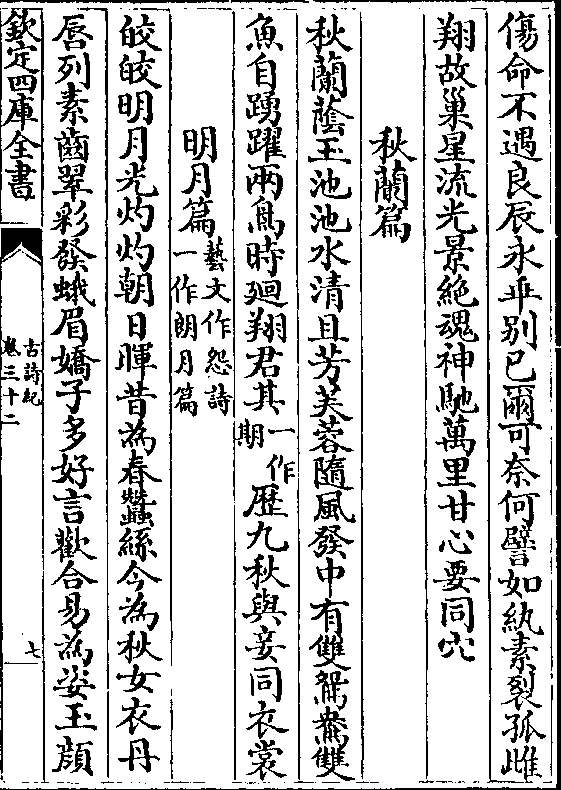 傷命不遇良辰永乖别已爾可奈何譬如紈素裂孤雌
翔故巢星流光景絶魂神馳萬里甘心要同穴
秋蘭篇
秋蘭蔭玉池池水清且芳芙蓉隨風發中有雙鴛鴦雙
魚自踴躍兩鳥時廻翔君其一作期歴九秋與妾同衣裳
明月篇藝文作怨詩一作朗月篇
皎皎明月光灼灼朝日暉昔為春蠶絲今為秋女衣丹
唇列素齒翠彩發蛾眉嬌子多好言歡合易為姿玉顔
欽定四庫全書
古詩紀
卷三十二
七